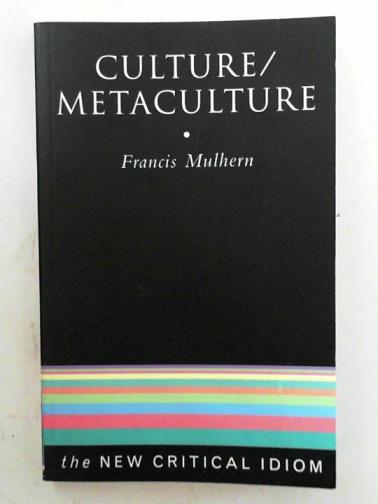 CULTURE/
METACULTURE
•
Francis Mulhern
the NEW CRITICAL IDIOM